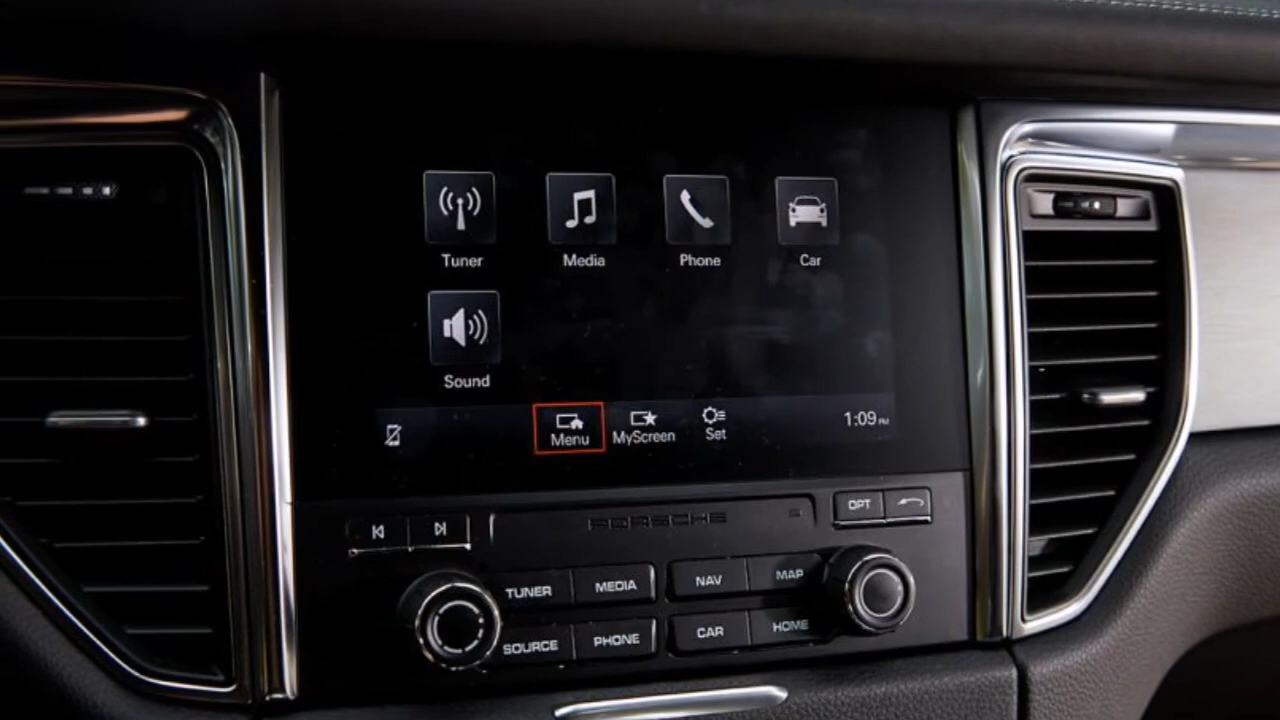 Tuner Media Phone Car
Sound
Menu MyScreen Set 1:09 PM
PORSCHE OPT
TUNER MEDIA NAV MAP
SOURCE PHONE CAR HOME